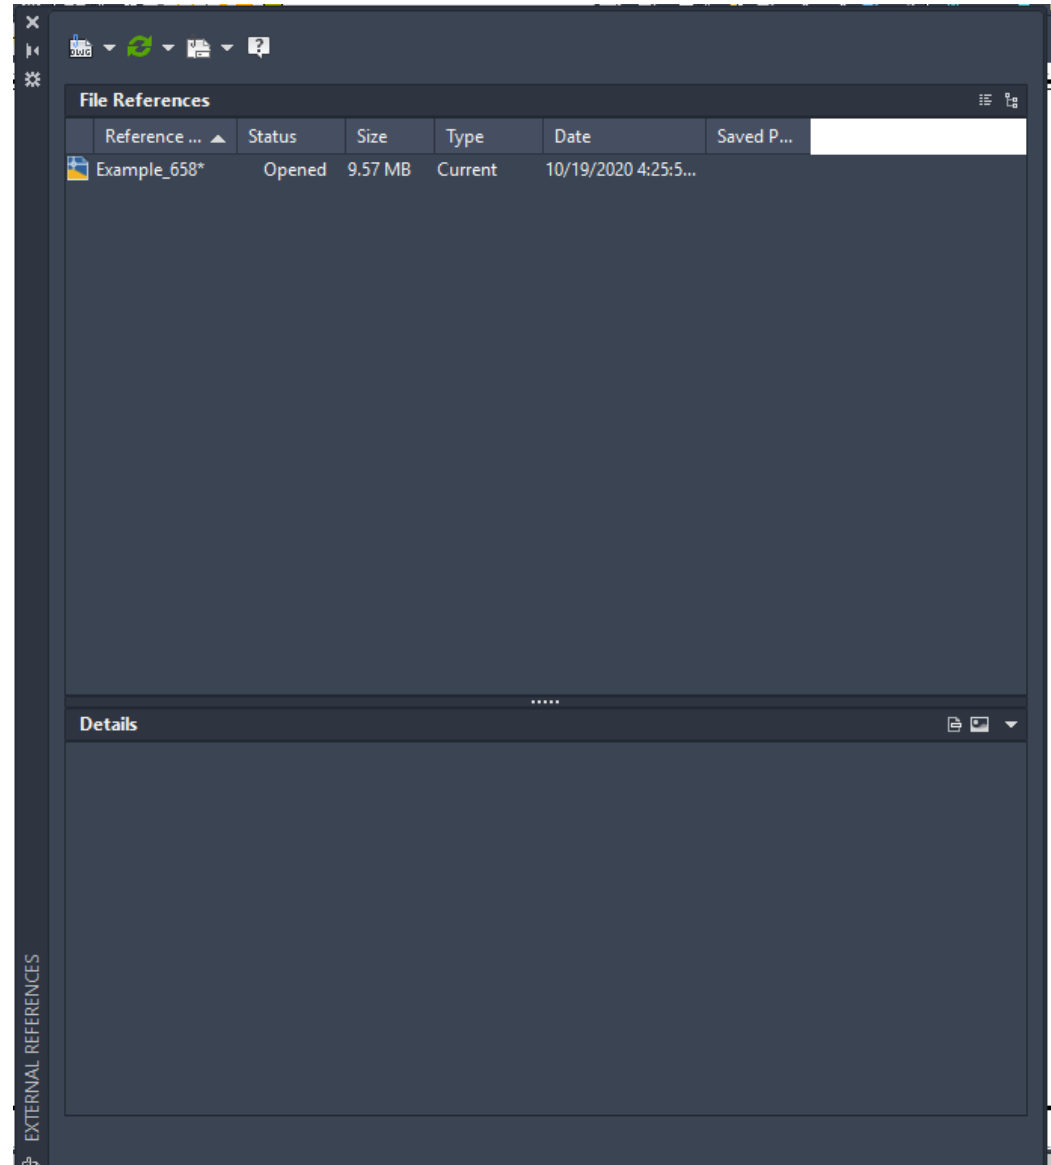 DWG
File References
Reference ... Status Size Type Date Saved P...
Example_658* Opened 9.57 MB Current 10/19/2020 4:25:5...
Details
EXTERNAL REFERENCES